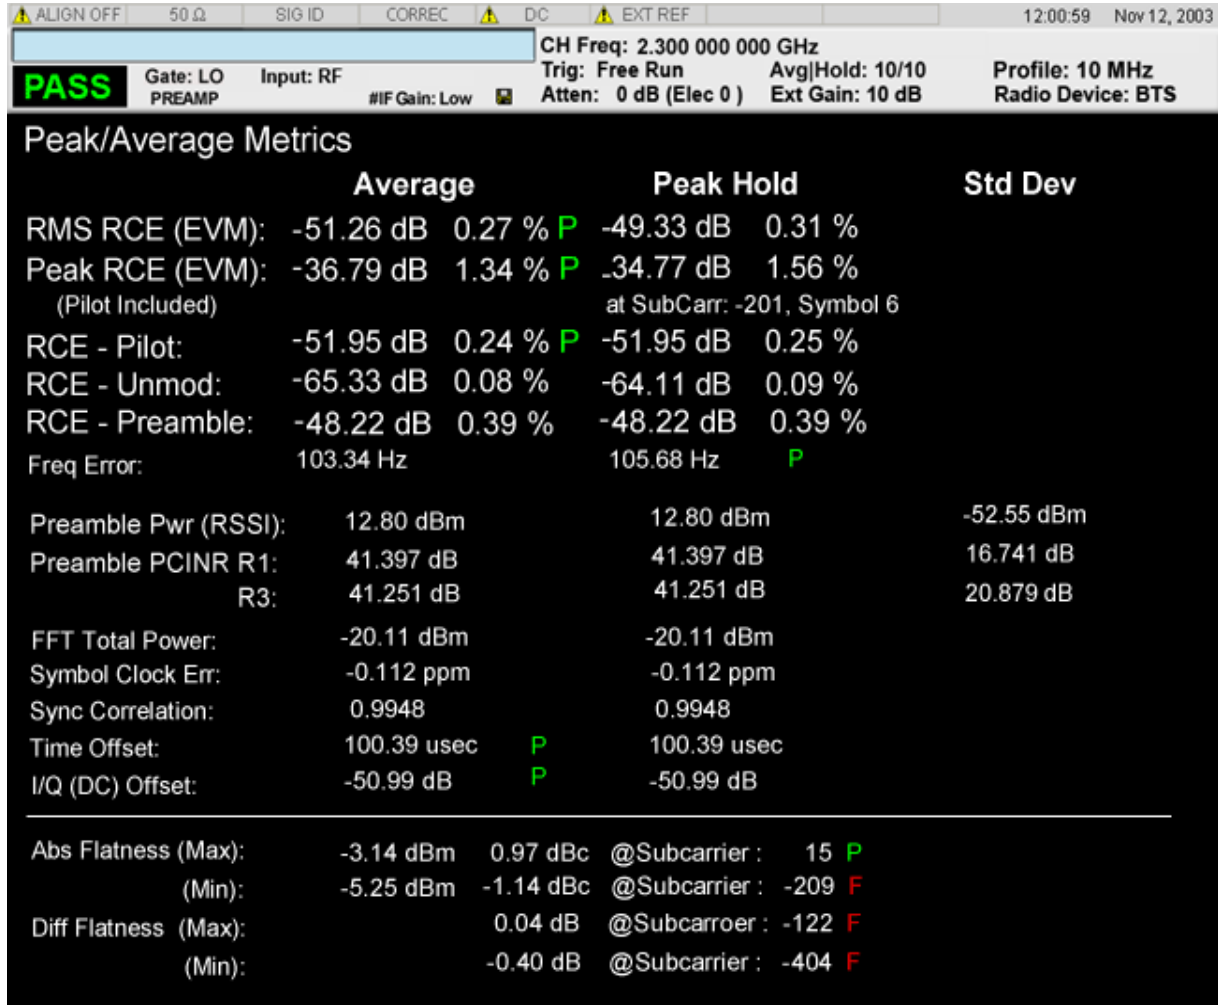 ALIGN OFF 50 Ω SIG ID CORREC DC EXT REF 12:00:59 Nov 12, 2003
CH Freq: 2.300 000 000 GHz
PASS Gate: LO Input: RF Trig: Free Run Avg|Hold: 10/10 Profile: 10 MHz
PREAMP #IF Gain: Low Atten: 0 dB (Elec 0 ) Ext Gain: 10 dB Radio Device: BTS
Peak/Average Metrics
Average Peak Hold Std Dev
RMS RCE (EVM): -51.26 dB 0.27 % P -49.33 dB 0.31 %
Peak RCE (EVM): -36.79 dB 1.34 % P -34.77 dB 1.56 %
(Pilot Included) at SubCarr: -201, Symbol 6
RCE - Pilot: -51.95 dB 0.24 % P -51.95 dB 0.25 %
RCE - Unmod: -65.33 dB 0.08 % -64.11 dB 0.09 %
RCE - Preamble: -48.22 dB 0.39 % -48.22 dB 0.39 %
Freq Error: 103.34 Hz 105.68 Hz P
Preamble Pwr (RSSI): 12.80 dBm 12.80 dBm -52.55 dBm
Preamble PCINR R1: 41.397 dB 41.397 dB 16.741 dB
R3: 41.251 dB 41.251 dB 20.879 dB
FFT Total Power: -20.11 dBm -20.11 dBm
Symbol Clock Err: -0.112 ppm -0.112 ppm
Sync Correlation: 0.9948 0.9948
Time Offset: 100.39 usec P 100.39 usec
I/Q (DC) Offset: -50.99 dB P -50.99 dB
Abs Flatness (Max): -3.14 dBm 0.97 dBc @Subcarrier : 15 P
(Min): -5.25 dBm -1.14 dBc @Subcarrier : -209 F
Diff Flatness (Max): 0.04 dB @Subcarroer : -122 F
(Min): -0.40 dB @Subcarrier : -404 F